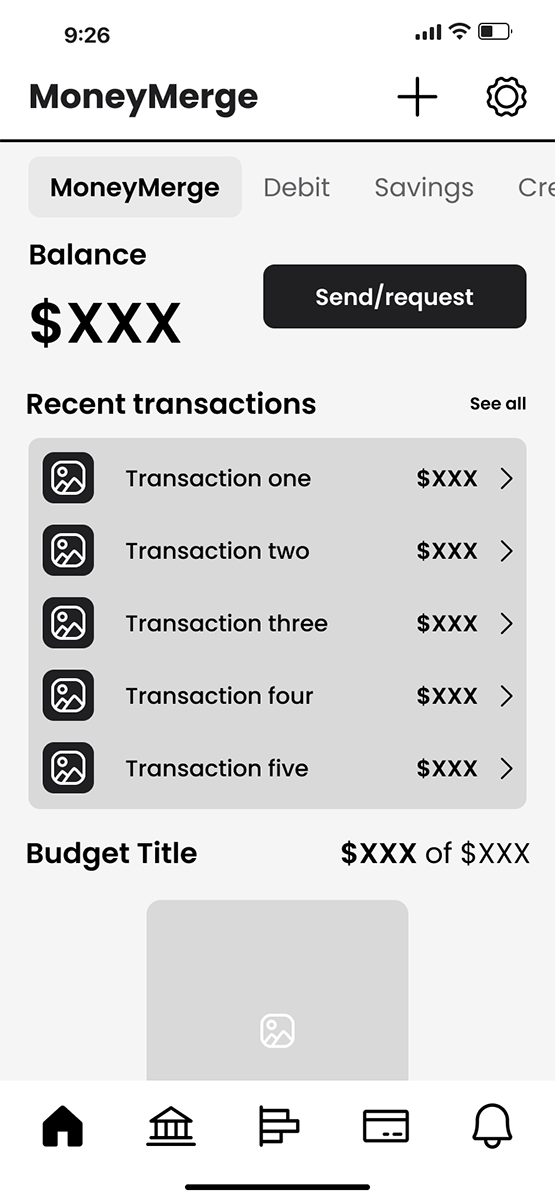 9:26
MoneyMerge
MoneyMerge Debit Savings Cre
Balance
$XXX
Send/request
Recent transactions See all
Transaction one $XXX
Transaction two $XXX
Transaction three $XXX
Transaction four $XXX
Transaction five $XXX
Budget Title $XXX of $XXX